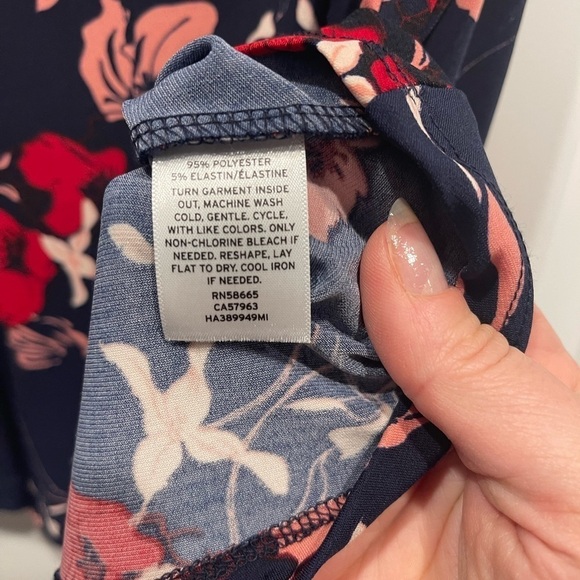 95% POLYESTER
5% ELASTIN/ÉLASTINE
TURN GARMENT INSIDE
OUT, MACHINE WASH
COLD, GENTLE. CYCLE,
WITH LIKE COLORS. ONLY
NON-CHLORINE BLEACH IF
NEEDED. RESHAPE, LAY
FLAT TO DRY. COOL IRON
IF NEEDED.
RN58665
CA57963
HA389949MI